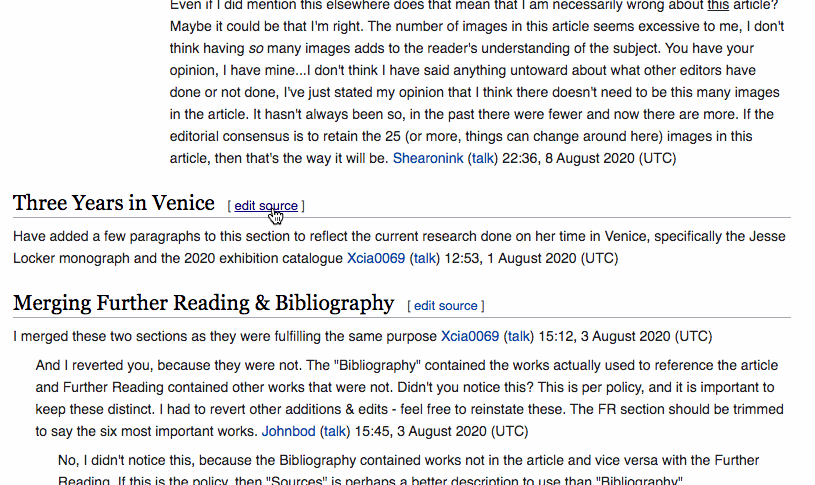 Even if I did mention this elsewhere does that mean that I am necessarily wrong about this article?
Maybe it could be that I'm right. The number of images in this article seems excessive to me, I don't
think having so many images adds to the reader's understanding of the subject. You have your
opinion, I have mine...I don't think I have said anything untoward about what other editors have
done or not done, I've just stated my opinion that I think there doesn't need to be this many images
in the article. It hasn't always been so, in the past there were fewer and now there are more. If the
editorial consensus is to retain the 25 (or more, things can change around here) images in this
article, then that's the way it will be. Shearonink (talk) 22:36, 8 August 2020 (UTC)
Three Years in Venice [ edit source ]
Have added a few paragraphs to this section to reflect the current research done on her time in Venice, specifically the Jesse
Locker monograph and the 2020 exhibition catalogue Xcia0069 (talk) 12:53, 1 August 2020 (UTC)
Merging Further Reading & Bibliography [ edit source ]
I merged these two sections as they were fulfilling the same purpose Xcia0069 (talk) 15:12, 3 August 2020 (UTC)
And I reverted you, because they were not. The "Bibliography" contained the works actually used to reference the article
and Further Reading contained other works that were not. Didn't you notice this? This is per policy, and it is important to
keep these distinct. I had to revert other additions & edits - feel free to reinstate these. The FR section should be trimmed
to say the six most important works. Johnbod (talk) 15:45, 3 August 2020 (UTC)
No, I didn't notice this, because the Bibliography contained works not in the article and vice versa with the Further
Reading. If this is the policy, then "Sources" is perhaps a better description to use than "Bibliography".